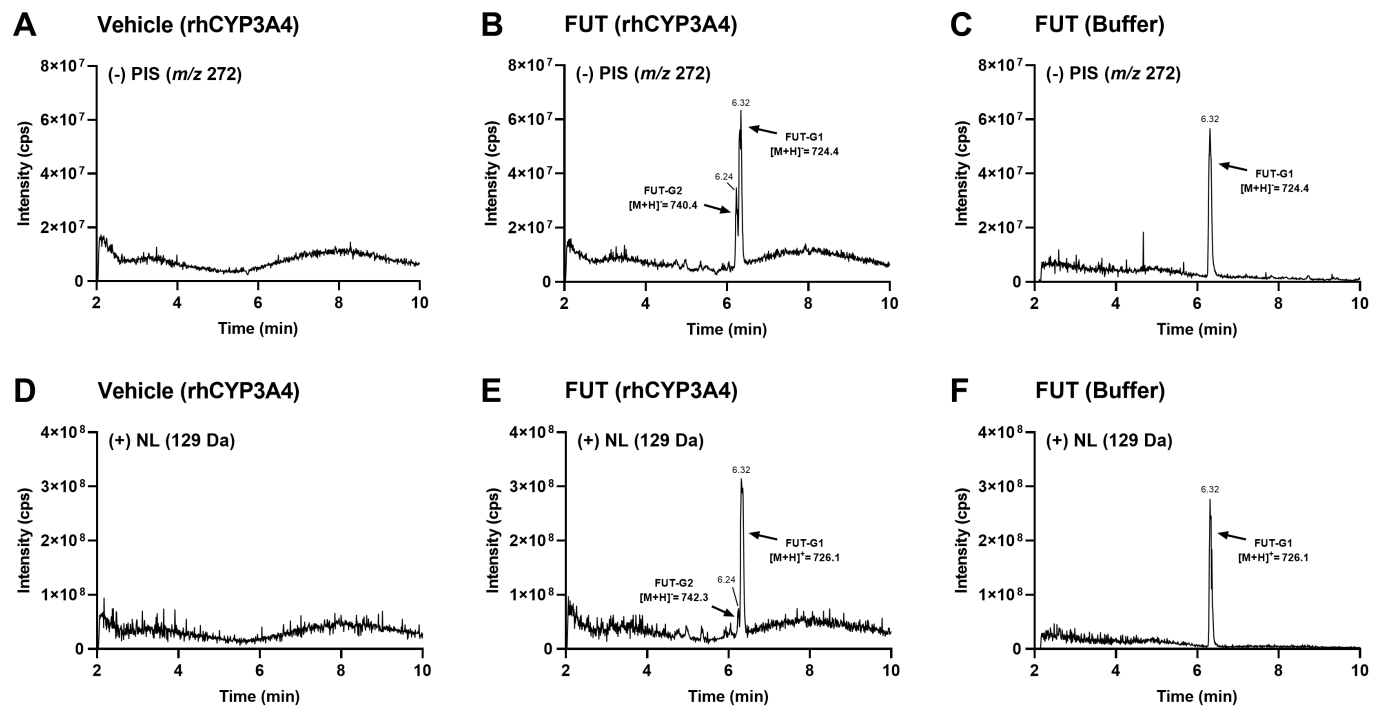 A Vehicle (rhCYP3A4)
(-) PIS (m/z 272)
Intensity (cps)
8×10⁷
6×10⁷
4×10⁷
2×10⁷
0
2 4 6 8 10
Time (min)
B FUT (rhCYP3A4)
(-) PIS (m/z 272)
Intensity (cps)
8×10⁷
6×10⁷
4×10⁷
2×10⁷
0
6.32
FUT-G1
[M+H]⁻= 724.4
6.24
FUT-G2
[M+H]⁻= 740.4
2 4 6 8 10
Time (min)
C FUT (Buffer)
(-) PIS (m/z 272)
Intensity (cps)
8×10⁷
6×10⁷
4×10⁷
2×10⁷
0
6.32
FUT-G1
[M+H]⁻= 724.4
2 4 6 8 10
Time (min)
D Vehicle (rhCYP3A4)
(+) NL (129 Da)
Intensity (cps)
4×10⁸
3×10⁸
2×10⁸
1×10⁸
0
2 4 6 8 10
Time (min)
E FUT (rhCYP3A4)
(+) NL (129 Da)
Intensity (cps)
4×10⁸
3×10⁸
2×10⁸
1×10⁸
0
6.32
FUT-G1
[M+H]⁺= 726.1
6.24
FUT-G2
[M+H]⁻= 742.3
2 4 6 8 10
Time (min)
F FUT (Buffer)
(+) NL (129 Da)
Intensity (cps)
4×10⁸
3×10⁸
2×10⁸
1×10⁸
0
6.32
FUT-G1
[M+H]⁺= 726.1
2 4 6 8 10
Time (min)